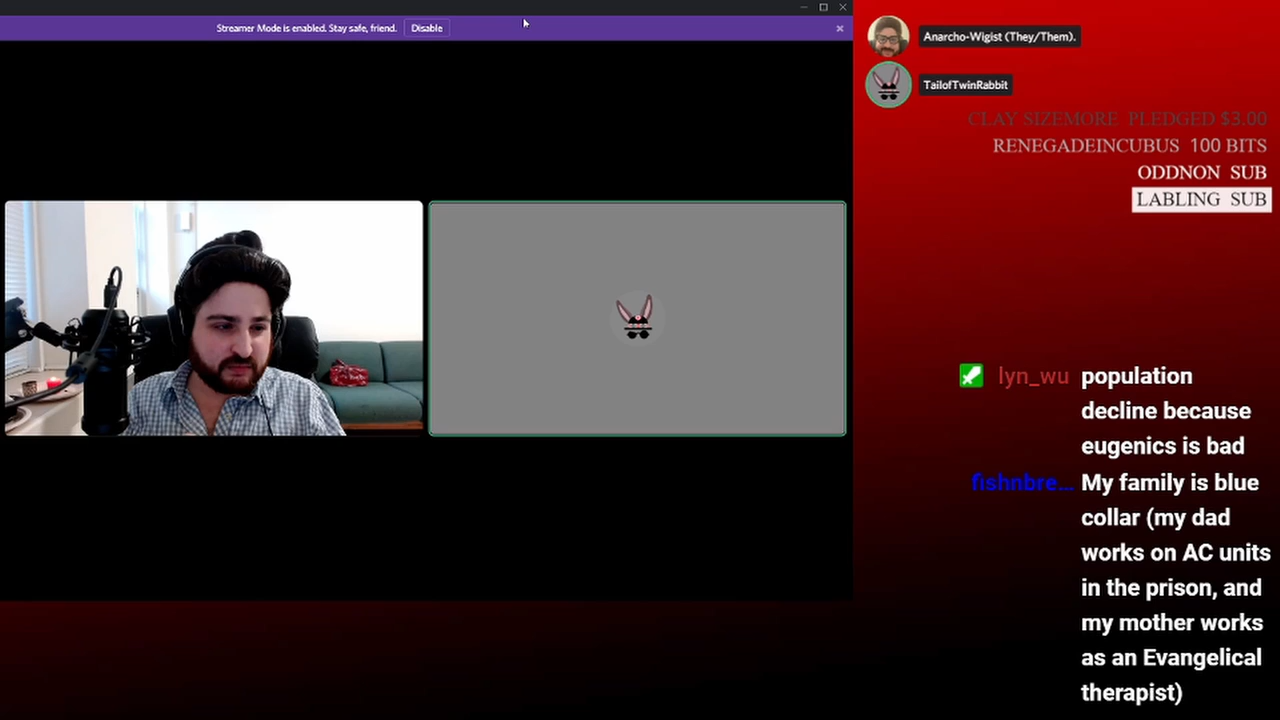 Streamer Mode is enabled. Stay safe, friend. Disable
Anarcho-Wigist (They/Them).
TailofTwinRabbit
CLAY SIZEMORE PLEDGED $3.00
RENEGADEINCUBUS 100 BITS
ODDNON SUB
LABLING SUB
lyn_wu population
decline because
eugenics is bad
fishnbre... My family is blue
collar (my dad
works on AC units
in the prison, and
my mother works
as an Evangelical
therapist)